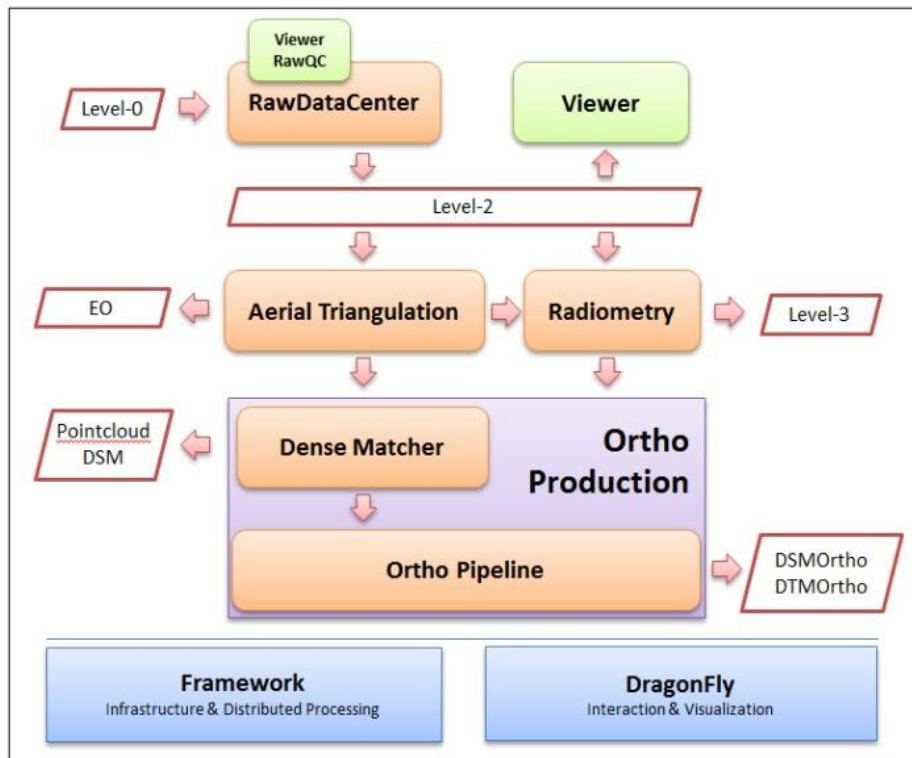 Viewer
RawQC
Level-0
RawDataCenter
Viewer
Level-2
EO
Aerial Triangulation
Radiometry
Level-3
Pointcloud
DSM
Dense Matcher
Ortho
Production
Ortho Pipeline
DSMOrtho
DTMOrtho
Framework
Infrastructure & Distributed Processing
DragonFly
Interaction & Visualization